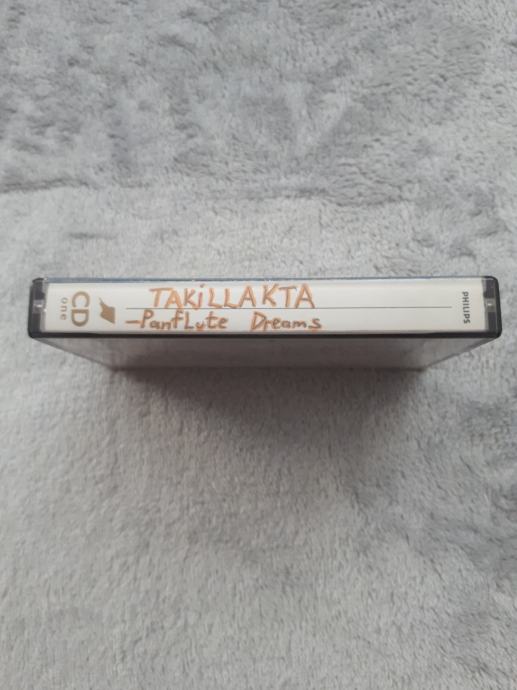 CD
one
TAKiLLAKTA
-Panflute Dreams
PHILIPS